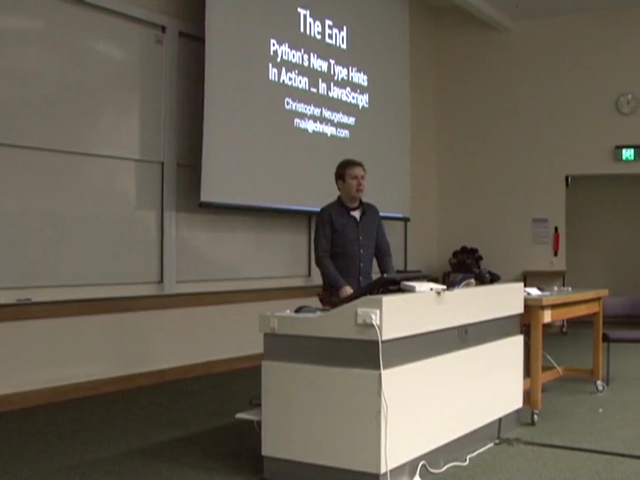 The End
Python's New Type Hints
In Action ... In JavaScript!
Christopher Neugebauer
mail@chrisjrn.com